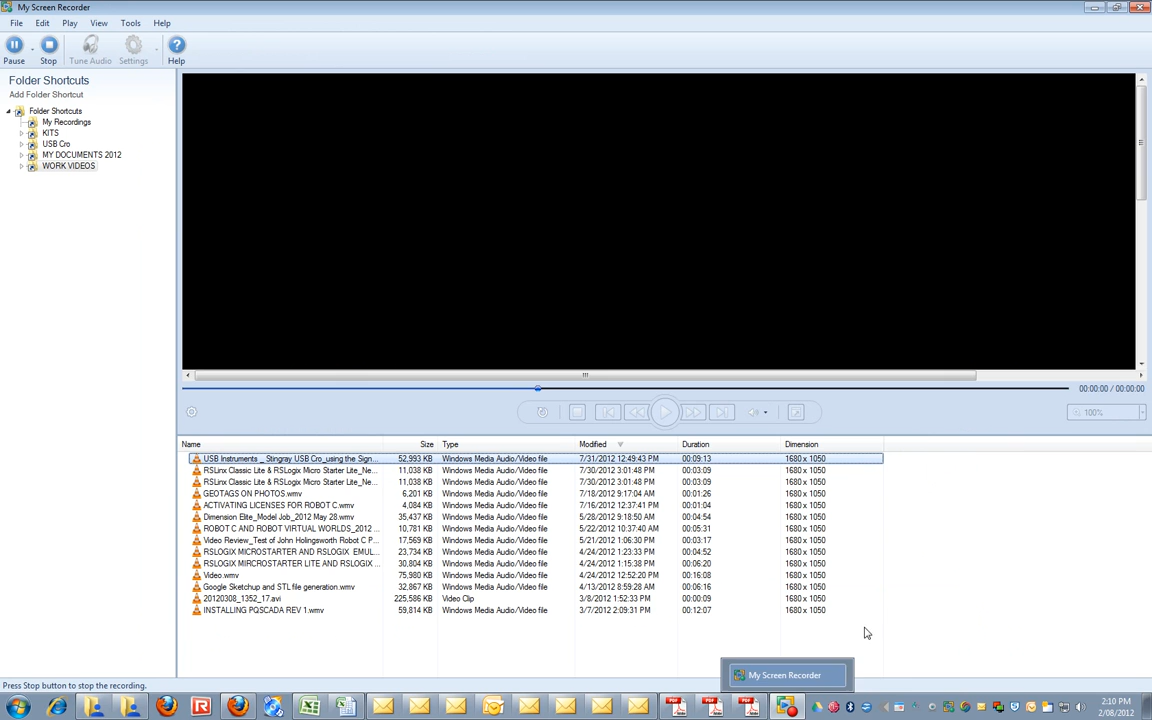 My Screen Recorder
File Edit Play View Tools Help
Pause Stop Tune Audio Settings Help
Folder Shortcuts
Add Folder Shortcut
Folder Shortcuts
My Recordings
KITS
USB Cro
MY DOCUMENTS 2012
WORK VIDEOS
00:00:00 / 00:00:00
100%
Name Size Type Modified Duration Dimension
USB Instruments _ Stingray USB Cro_using the Sign... 52,993 KB Windows Media Audio/Video file 7/31/2012 12:49:43 PM 00:09:13 1680 x 1050
RSLinx Classic Lite & RSLogix Micro Starter Lite_Ne... 11,038 KB Windows Media Audio/Video file 7/30/2012 3:01:48 PM 00:03:09 1680 x 1050
RSLinx Classic Lite & RSLogix Micro Starter Lite_Ne... 11,038 KB Windows Media Audio/Video file 7/30/2012 3:01:48 PM 00:03:09 1680 x 1050
GEOTAGS ON PHOTOS.wmv 6,201 KB Windows Media Audio/Video file 7/18/2012 9:17:04 AM 00:01:26 1680 x 1050
ACTIVATING LICENSES FOR ROBOT C.wmv 4,084 KB Windows Media Audio/Video file 7/16/2012 12:37:41 PM 00:01:04 1680 x 1050
Dimension Elite_Model Job_2012 May 28.wmv 35,437 KB Windows Media Audio/Video file 5/28/2012 9:18:50 AM 00:04:54 1680 x 1050
ROBOT C AND ROBOT VIRTUAL WORLDS_2012 ... 10,781 KB Windows Media Audio/Video file 5/22/2012 10:37:40 AM 00:05:31 1680 x 1050
Video Review_Test of John Holingsworth Robot C P... 17,569 KB Windows Media Audio/Video file 5/21/2012 1:06:30 PM 00:03:17 1680 x 1050
RSLOGIX MICROSTARTER AND RSLOGIX EMUL... 23,734 KB Windows Media Audio/Video file 4/24/2012 1:23:33 PM 00:04:52 1680 x 1050
RSLOGIX MIRCROSTARTER LITE AND RSLOGIX ... 30,804 KB Windows Media Audio/Video file 4/24/2012 1:15:38 PM 00:06:20 1680 x 1050
Video.wmv 75,980 KB Windows Media Audio/Video file 4/24/2012 12:52:20 PM 00:16:08 1680 x 1050
Google Sketchup and STL file generation.wmv 32,867 KB Windows Media Audio/Video file 4/13/2012 8:59:28 AM 00:06:16 1680 x 1050
20120308_1352_17.avi 225,586 KB Video Clip 3/8/2012 1:52:33 PM 00:00:09 1680 x 1050
INSTALLING PQSCADA REV 1.wmv 59,814 KB Windows Media Audio/Video file 3/7/2012 2:09:31 PM 00:12:07 1680 x 1050
My Screen Recorder
Press Stop button to stop the recording.
2:10 PM
2/08/2012